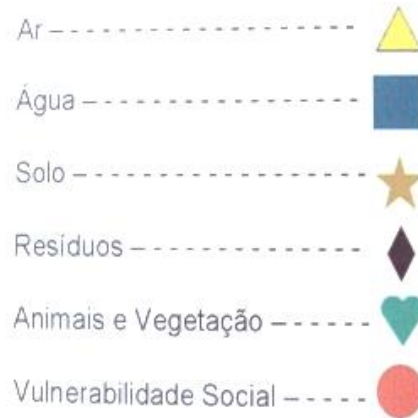 Ar
Água
Solo
Resíduos
Animais e Vegetação
Vulnerabilidade Social